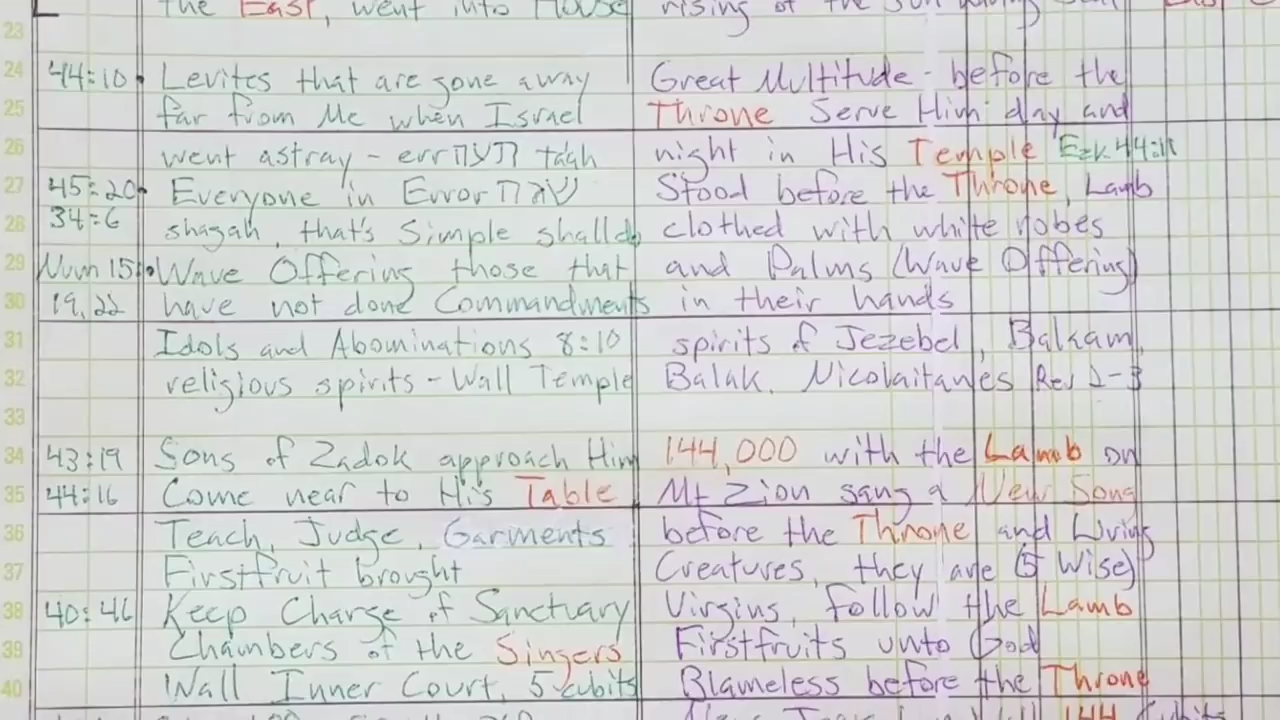 the East, went into House rising of the sun
23
24 44:10 Levites that are gone away Great Multitude - before the
25 far from Me when Israel Throne Serve Him day and
26 went astray - err תעה taah night in His Temple Ezk. 44:11
27 45:20 Everyone in Error שגה Stood before the Throne, Lamb
28 34:6 shagah, that's Simple shall do clothed with white robes
29 Num 15: Wave Offering those that and Palms (Wave Offering)
30 19,22 have not done Commandments in their hands
31 Idols and Abominations 8:10 spirits of Jezebel, Balaam,
32 religious spirits - Wall Temple Balak, Nicolaitanes Rev 2-3
33
34 43:19 Sons of Zadok approach Him 144,000 with the Lamb on
35 44:16 Come near to His Table Mt Zion sang a New Song
36 Teach, Judge, Garments before the Throne and Living
37 Firstfruit brought Creatures, they are (5 Wise)
38 40:46 Keep Charge of Sanctuary Virgins, follow the Lamb
39 Chambers of the Singers Firstfruits unto God
40 Wall Inner Court, 5 cubits Blameless before the Throne
144 cubits